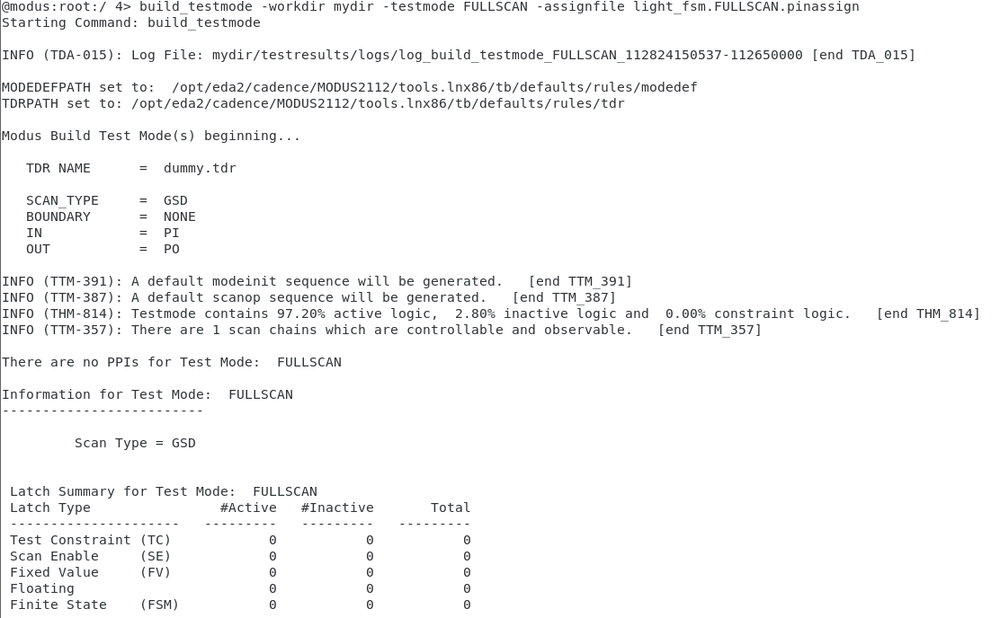 @modus:root:/ 4> build_testmode -workdir mydir -testmode FULLSCAN -assignfile light_fsm.FULLSCAN.pinassign
Starting Command: build_testmode
INFO (TDA-015): Log File: mydir/testresults/logs/log_build_testmode_FULLSCAN_112824150537-112650000 [end TDA_015]
MODEDEFPATH set to:  /opt/eda2/cadence/MODUS2112/tools.lnx86/tb/defaults/rules/modedef
TDRPATH set to: /opt/eda2/cadence/MODUS2112/tools.lnx86/tb/defaults/rules/tdr
Modus Build Test Mode(s) beginning...
   TDR NAME      =  dummy.tdr
   SCAN_TYPE     =  GSD
   BOUNDARY      =  NONE
   IN            =  PI
   OUT           =  PO
INFO (TTM-391): A default modeinit sequence will be generated.   [end TTM_391]
INFO (TTM-387): A default scanop sequence will be generated.   [end TTM_387]
INFO (THM-814): Testmode contains 97.20% active logic,  2.80% inactive logic and  0.00% constraint logic.   [end THM_814]
INFO (TTM-357): There are 1 scan chains which are controllable and observable.   [end TTM_357]
There are no PPIs for Test Mode:  FULLSCAN
Information for Test Mode:  FULLSCAN
-------------------------
         Scan Type = GSD
 Latch Summary for Test Mode:  FULLSCAN
 Latch Type                #Active   #Inactive       Total
 ---------------------   ---------   ---------   ---------
 Test Constraint (TC)            0           0           0
 Scan Enable     (SE)            0           0           0
 Fixed Value     (FV)            0           0           0
 Floating                        0           0           0
 Finite State    (FSM)           0           0           0